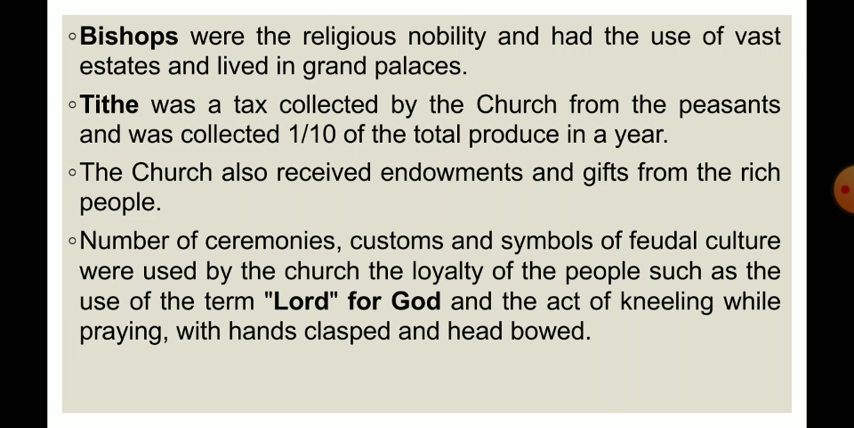 ◦Bishops were the religious nobility and had the use of vast
estates and lived in grand palaces.
◦Tithe was a tax collected by the Church from the peasants
and was collected 1/10 of the total produce in a year.
◦The Church also received endowments and gifts from the rich
people.
◦Number of ceremonies, customs and symbols of feudal culture
were used by the church the loyalty of the people such as the
use of the term "Lord" for God and the act of kneeling while
praying, with hands clasped and head bowed.